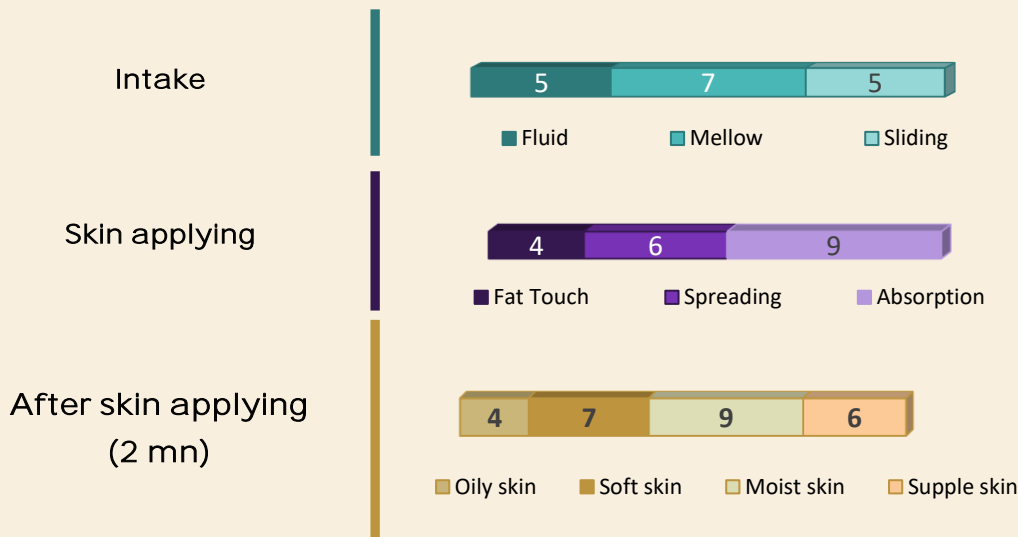 Intake
5 7 5
Fluid Mellow Sliding
Skin applying
4 6 9
Fat Touch Spreading Absorption
After skin applying
(2 mn)
4 7 9 6
Oily skin Soft skin Moist skin Supple skin